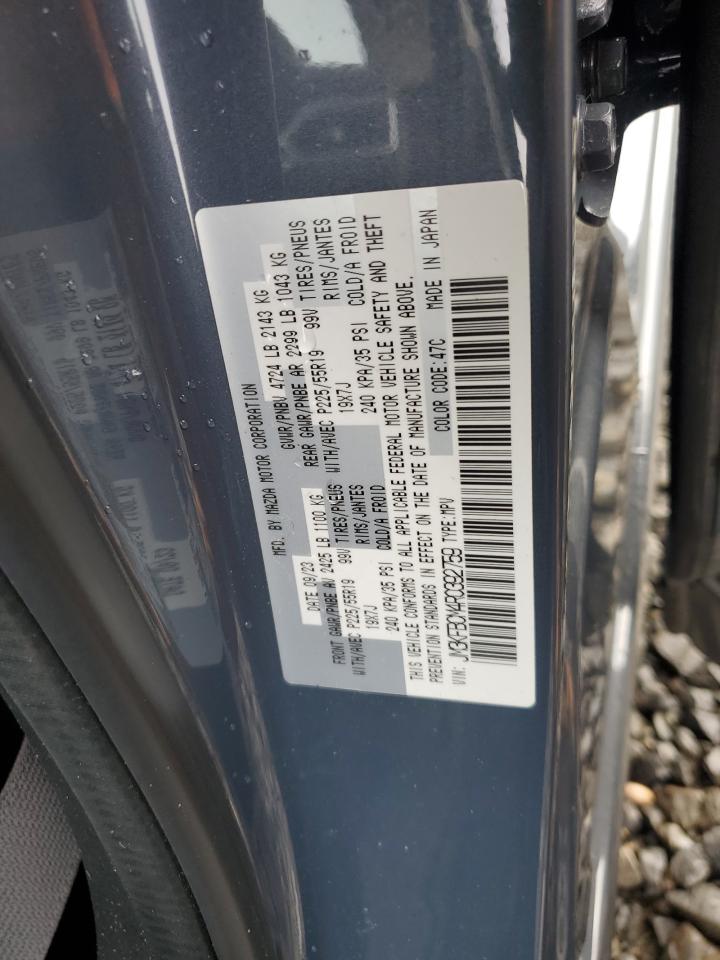 MFD. BY MAZDA MOTOR CORPORATION
DATE 09/23 GVWR/PNBV 4724 LB 2143 KG
FRONT GAWR/PNBE AV 2425 LB 1100 KG REAR GAWR/PNBE AR 2299 LB 1043 KG
WITH/AVEC P225/55R19 99V TIRES/PNEUS WITH/AVEC P225/55R19 99V TIRES/PNEUS
19X7J RIMS/JANTES 19X7J RIMS/JANTES
240 KPA/35 PSI COLD/A FROID 240 KPA/35 PSI COLD/A FROID
THIS VEHICLE CONFORMS TO ALL APPLICABLE FEDERAL MOTOR VEHICLE SAFETY AND THEFT
PREVENTION STANDARDS IN EFFECT ON THE DATE OF MANUFACTURE SHOWN ABOVE.
VIN: JM3KFBCM4R0392759 TYPE:MPV COLOR CODE:47C MADE IN JAPAN